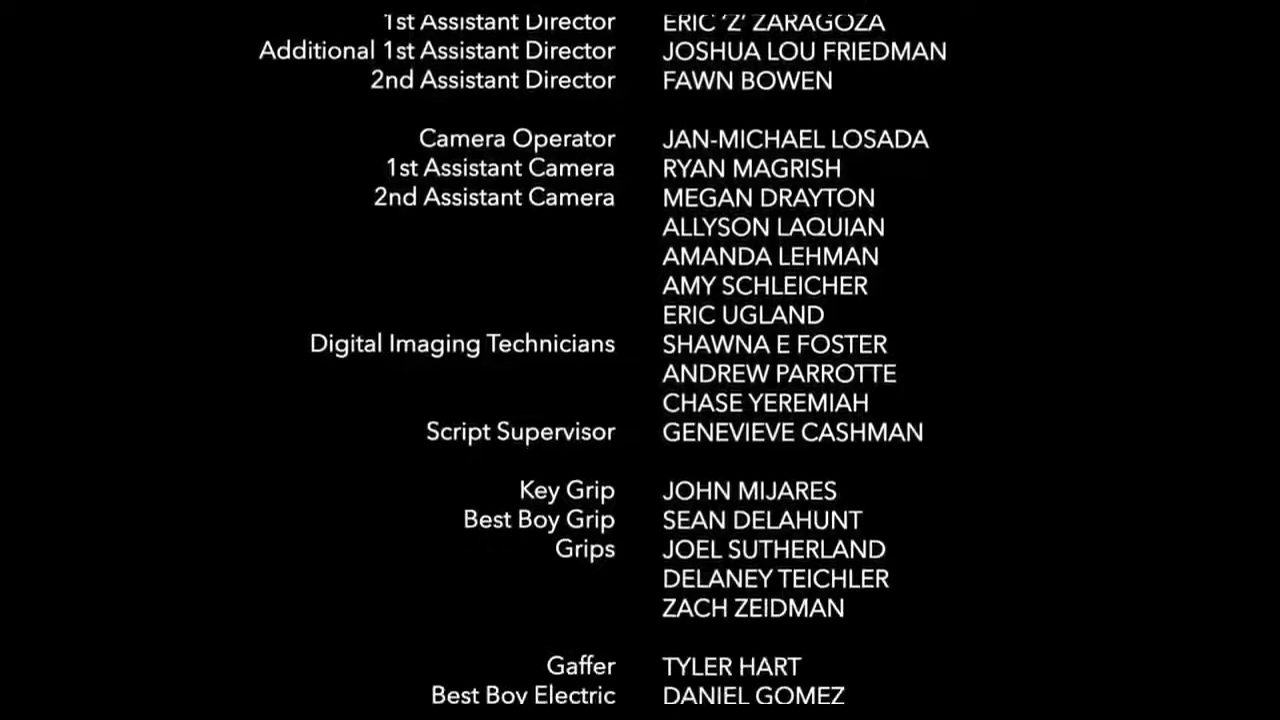 1st Assistant Director ERIC ‘Z’ ZARAGOZA
Additional 1st Assistant Director JOSHUA LOU FRIEDMAN
2nd Assistant Director FAWN BOWEN
Camera Operator JAN-MICHAEL LOSADA
1st Assistant Camera RYAN MAGRISH
2nd Assistant Camera MEGAN DRAYTON
ALLYSON LAQUIAN
AMANDA LEHMAN
AMY SCHLEICHER
ERIC UGLAND
Digital Imaging Technicians SHAWNA E FOSTER
ANDREW PARROTTE
CHASE YEREMIAH
Script Supervisor GENEVIEVE CASHMAN
Key Grip JOHN MIJARES
Best Boy Grip SEAN DELAHUNT
Grips JOEL SUTHERLAND
DELANEY TEICHLER
ZACH ZEIDMAN
Gaffer TYLER HART
Best Boy Electric DANIEL GOMEZ